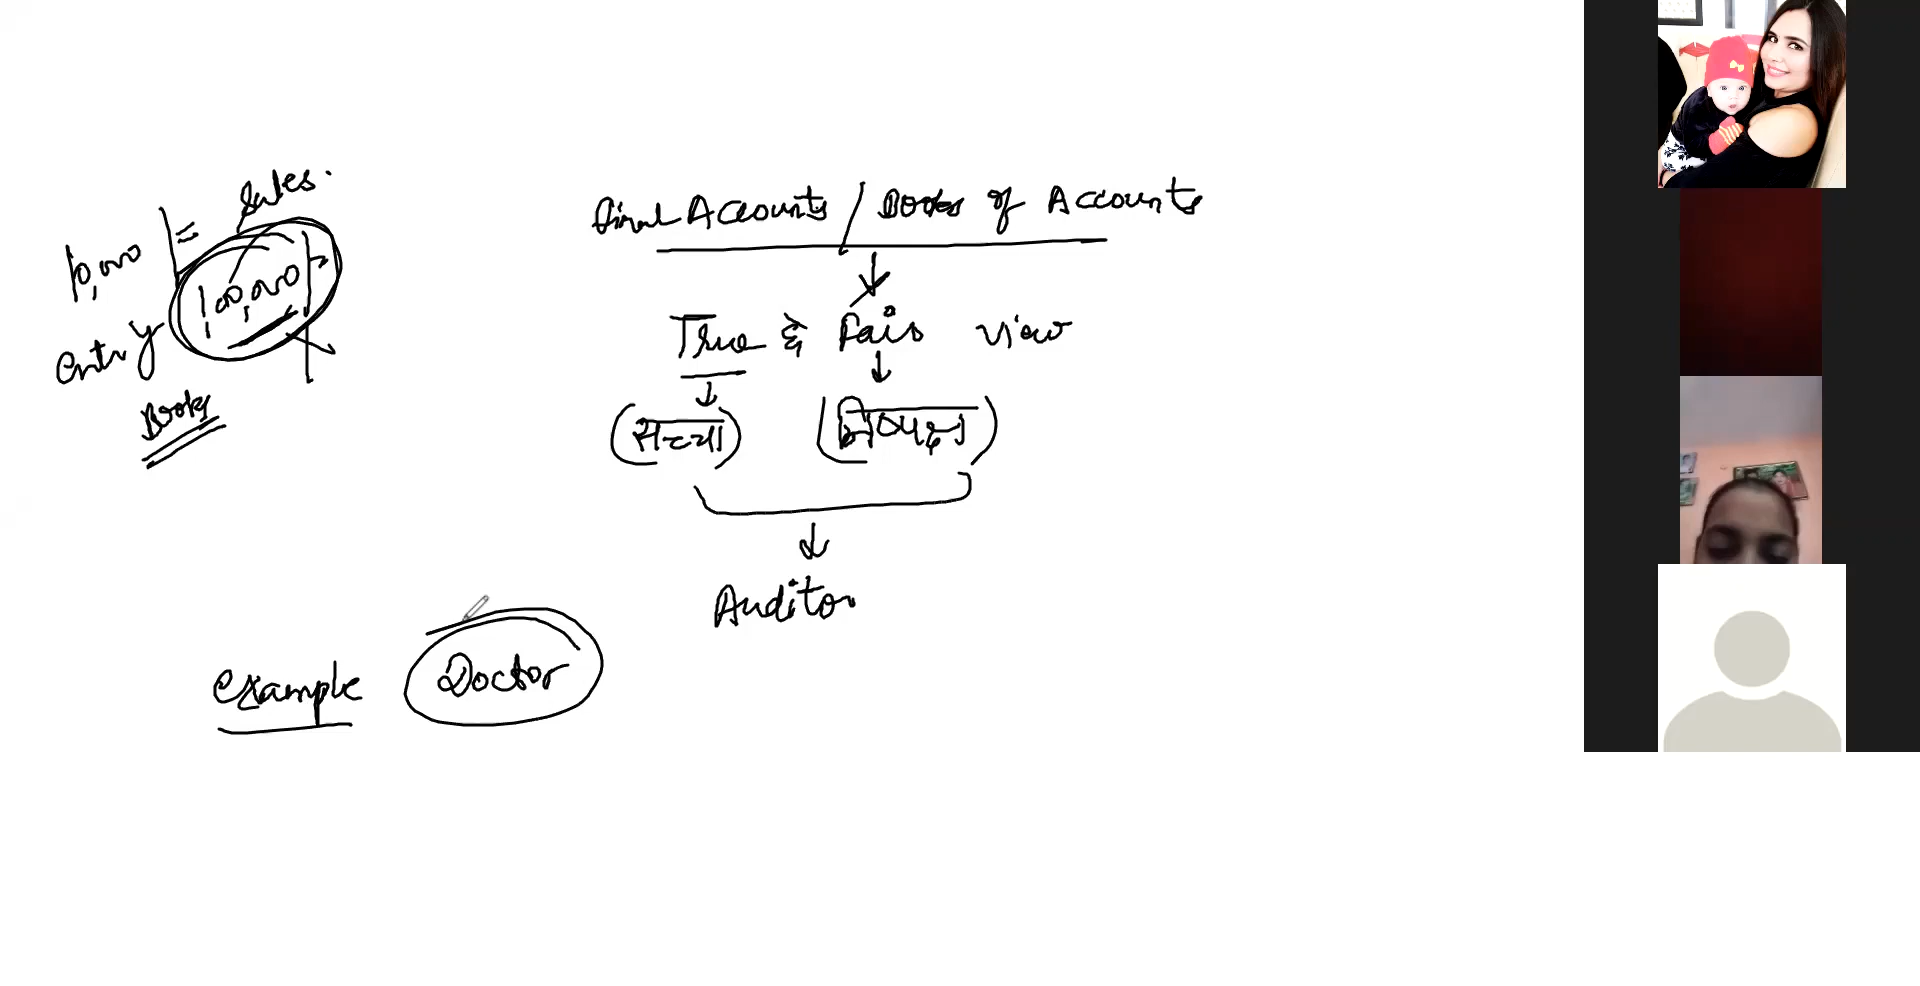 Final Accounts / Books of Accounts
True & Fair view
(सच्चा) (निष्पक्ष)
Auditor
Sales.
10,000 = 1,00,000
entry
Books
example Doctor